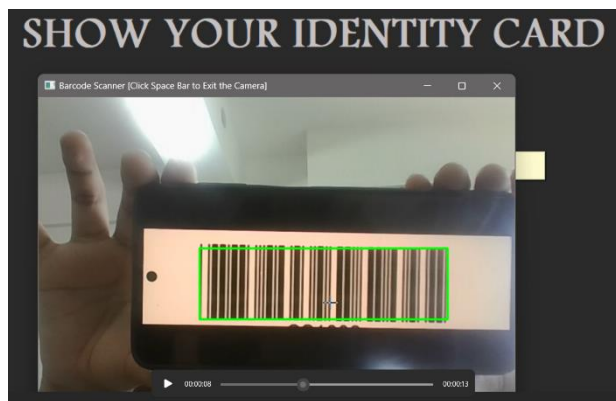 SHOW YOUR IDENTITY CARD
Barcode Scanner [Click Space Bar to Exit the Camera]
00:00:08
00:00:13